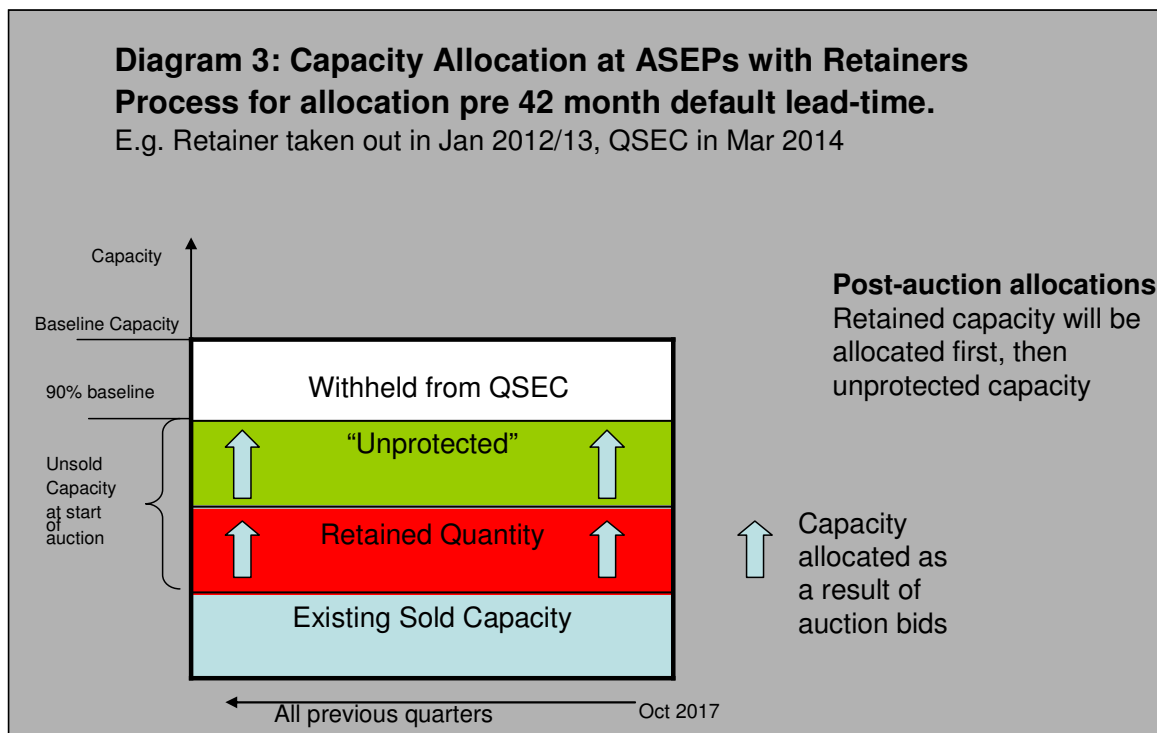 Diagram 3: Capacity Allocation at ASEPs with Retainers
Process for allocation pre 42 month default lead-time.
E.g. Retainer taken out in Jan 2012/13, QSEC in Mar 2014
Capacity
Baseline Capacity
90% baseline
Unsold
Capacity
at start
of
auction
Withheld from QSEC
“Unprotected”
Retained Quantity
Existing Sold Capacity
All previous quarters
Oct 2017
Post-auction allocations
Retained capacity will be
allocated first, then
unprotected capacity
Capacity
allocated as
a result of
auction bids